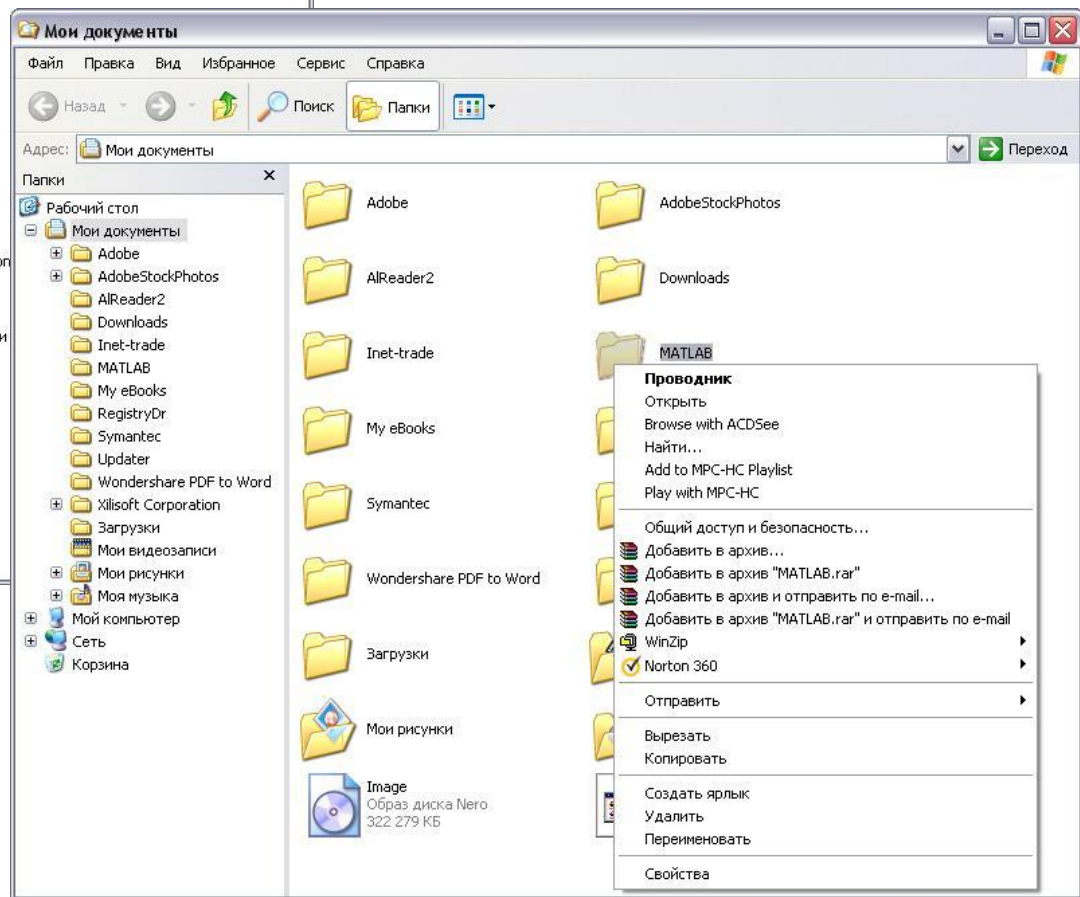 Мои документы
Файл Правка Вид Избранное Сервис Справка
Назад Поиск Папки
Адрес: Мои документы Переход
Папки
Рабочий стол
Мои документы
Adobe
AdobeStockPhotos
AlReader2
Downloads
Inet-trade
MATLAB
My eBooks
RegistryDr
Symantec
Updater
Wondershare PDF to Word
Xilisoft Corporation
Загрузки
Мои видеозаписи
Мои рисунки
Моя музыка
Мой компьютер
Сеть
Корзина
Adobe
AdobeStockPhotos
AlReader2
Downloads
Inet-trade
MATLAB
My eBooks
Symantec
Wondershare PDF to Word
Загрузки
Мои рисунки
Image
Образ диска Nero
322 279 КБ
Проводник
Открыть
Browse with ACDSee
Найти...
Add to MPC-HC Playlist
Play with MPC-HC
Общий доступ и безопасность...
Добавить в архив...
Добавить в архив "MATLAB.rar"
Добавить в архив и отправить по e-mail...
Добавить в архив "MATLAB.rar" и отправить по e-mail
WinZip
Norton 360
Отправить
Вырезать
Копировать
Создать ярлык
Удалить
Переименовать
Свойства